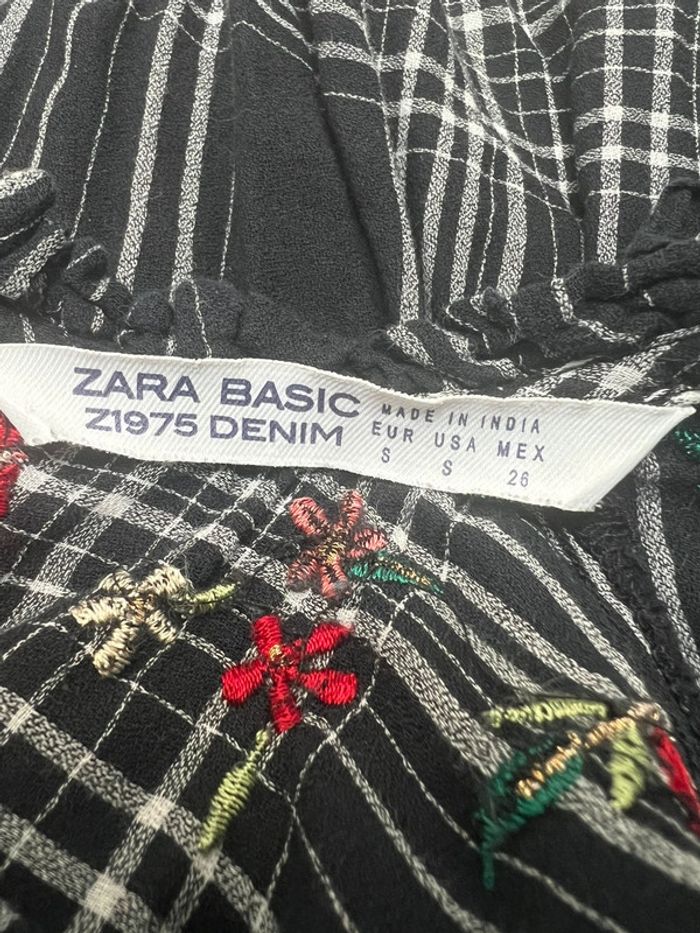 ZARA BASIC
Z1975 DENIM
MADE IN INDIA
EUR USA MEX
S S 26